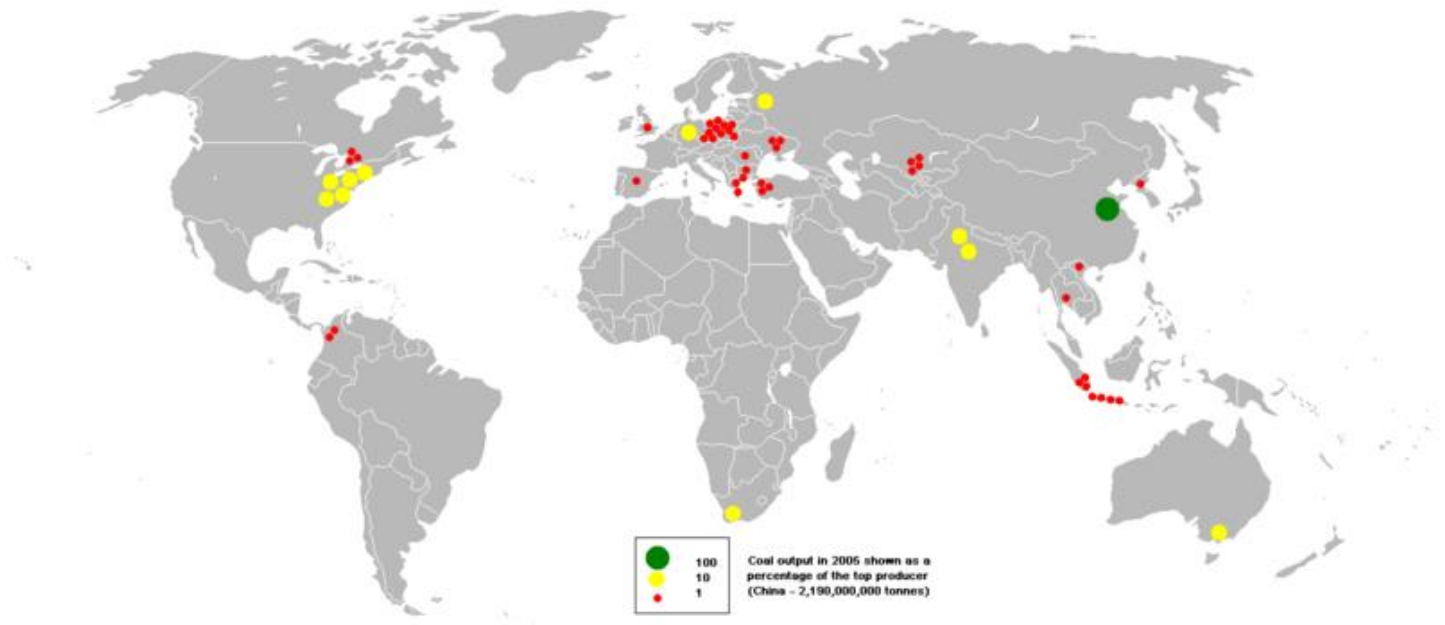 100
10
1
Coal output in 2005 shown as a
percentage of the top producer
(China - 2,190,000,000 tonnes)